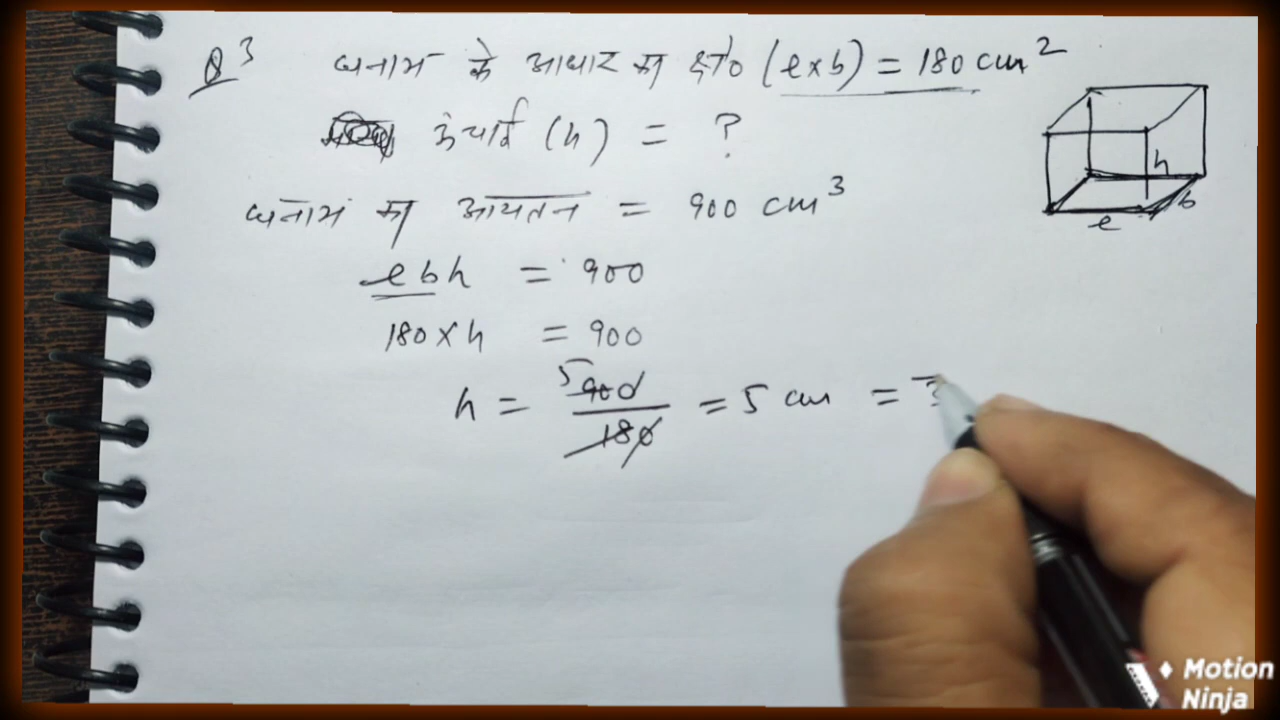 Q3 घनाभ के आधार का क्षे० (l×b) = 180 cm²
ऊंचाई (h) = ?
घनाभ का आयतन = 900 cm³
lbh = 900
180×h = 900
h = 5 900/180 = 5 cm =
h
b
l
Motion
Ninja